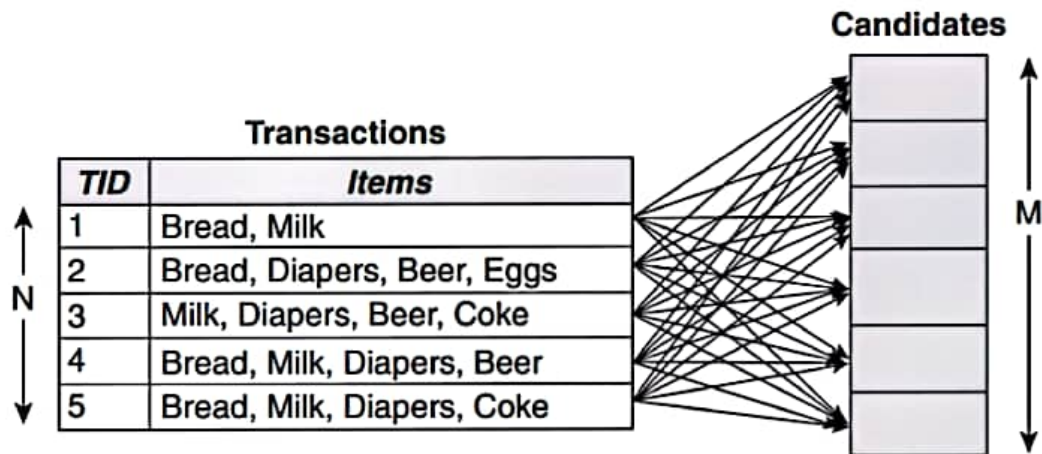 Candidates
Transactions
TID Items
1 Bread, Milk
2 Bread, Diapers, Beer, Eggs
3 Milk, Diapers, Beer, Coke
4 Bread, Milk, Diapers, Beer
5 Bread, Milk, Diapers, Coke
N
M